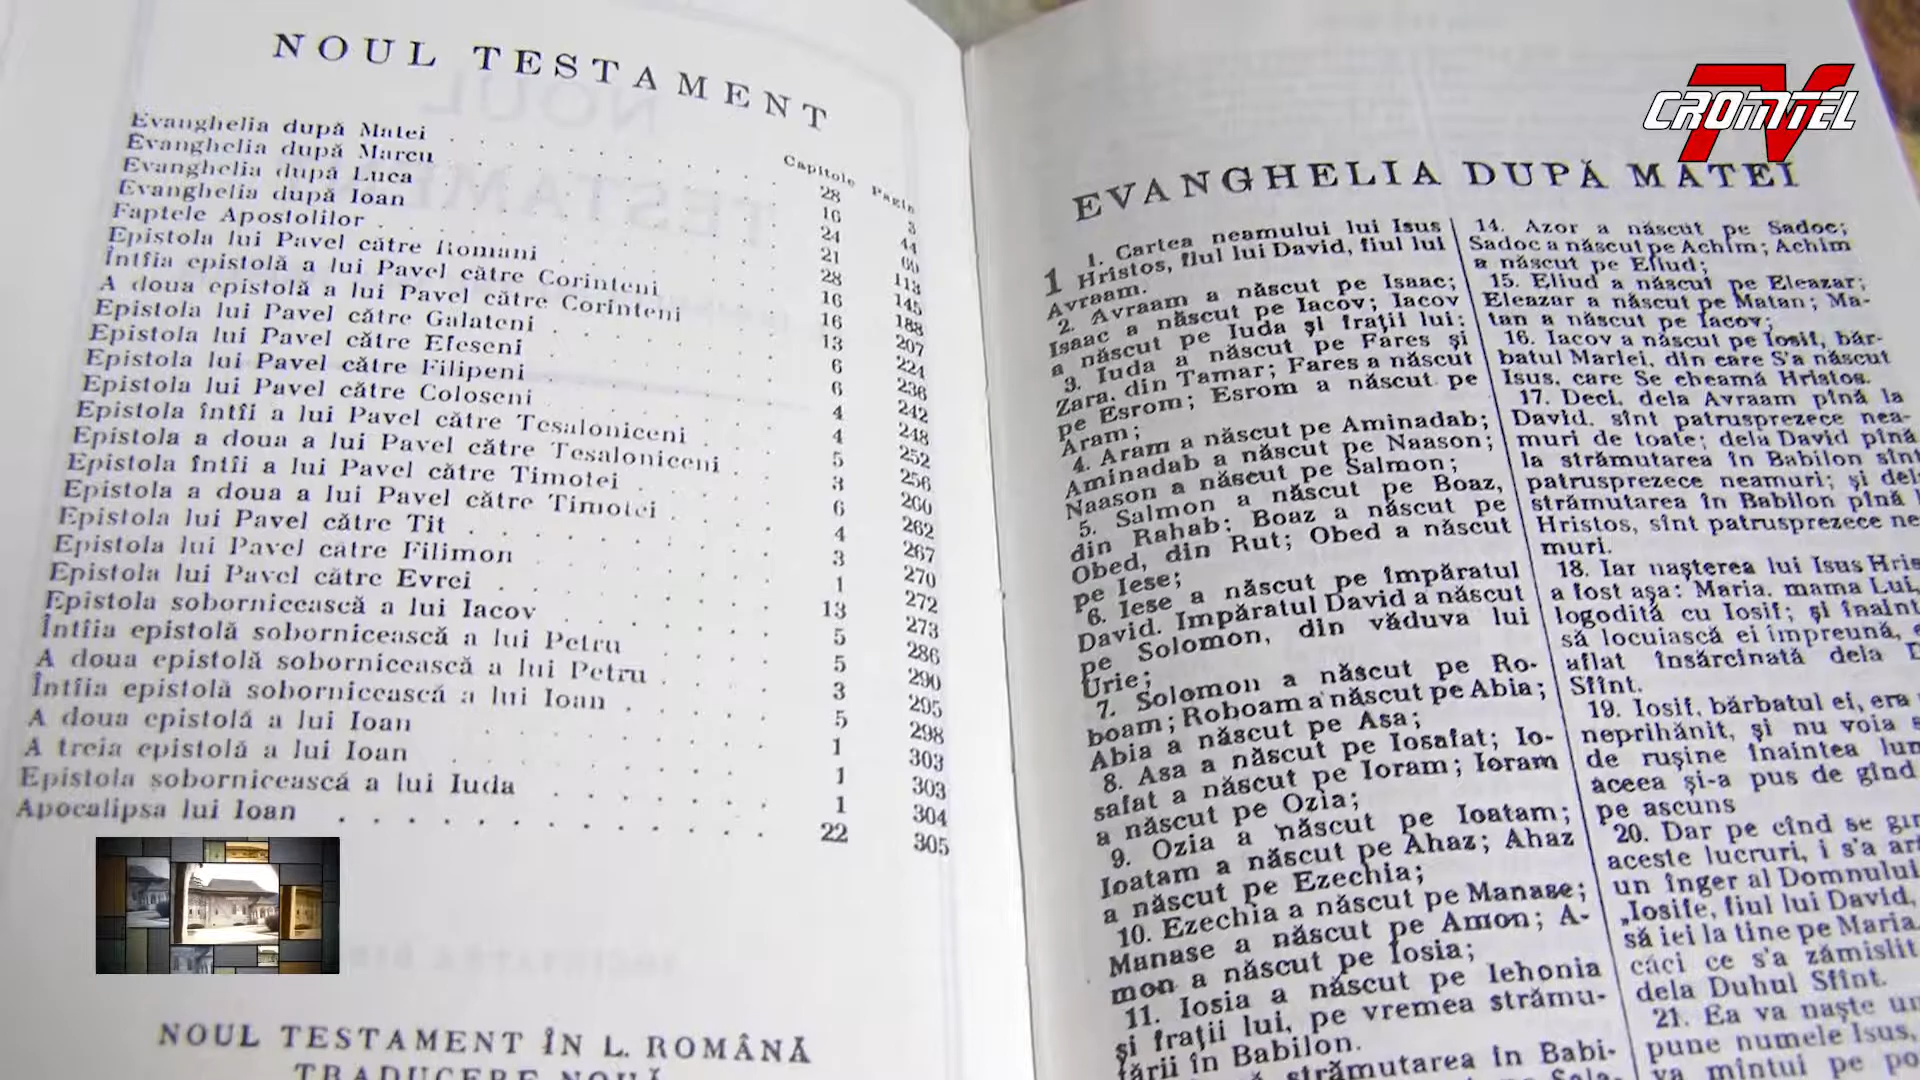 NOUL TESTAMENT
Capitole Pagin
Evanghelia după Matei 28 3
Evanghelia după Marcu 16 44
Evanghelia după Luca 24 69
Evanghelia după Ioan 21 113
Faptele Apostolilor 28 145
Epistola lui Pavel către Romani 16 188
Întîia epistolă a lui Pavel către Corinteni 16 207
A doua epistolă a lui Pavel către Corinteni 13 224
Epistola lui Pavel către Galateni 6 236
Epistola lui Pavel către Efeseni 6 242
Epistola lui Pavel către Filipeni 4 248
Epistola lui Pavel către Coloseni 4 252
Epistola întîi a lui Pavel către Tesaloniceni 5 256
Epistola a doua a lui Pavel către Tesaloniceni 3 260
Epistola întîi a lui Pavel către Timotei 6 262
Epistola a doua a lui Pavel către Timotei 4 267
Epistola lui Pavel către Tit 3 270
Epistola lui Pavel către Filimon 1 272
Epistola lui Pavel către Evrei 13 273
Epistola sobornicească a lui Iacov 5 286
Întîia epistolă sobornicească a lui Petru 5 290
A doua epistolă sobornicească a lui Petru 3 295
Întîia epistolă sobornicească a lui Ioan 5 298
A doua epistolă a lui Ioan 1 303
A treia epistolă a lui Ioan 1 303
Epistola sobornicească a lui Iuda 1 304
Apocalipsa lui Ioan 22 305
NOUL TESTAMENT ÎN L. ROMÂNĂ
TRADUCERE NOUĂ
CROMTEL TV
EVANGHELIA DUPĂ MATEI
1 1. Cartea neamului lui Isus
Hristos, fiul lui David, fiul lui
Avraam.
2. Avraam a născut pe Isaac;
Isaac a născut pe Iacov; Iacov
a născut pe Iuda şi fraţii lui;
3. Iuda a născut pe Fares şi
Zara, din Tamar; Fares a născut
pe Esrom; Esrom a născut pe
Aram;
4. Aram a născut pe Aminadab;
Aminadab a născut pe Naason;
Naason a născut pe Salmon;
5. Salmon a născut pe Boaz,
din Rahab; Boaz a născut pe
Obed, din Rut; Obed a născut
pe Iese;
6. Iese a născut pe împăratul
David. Împăratul David a născut
pe Solomon, din văduva lui
Urie;
7. Solomon a născut pe Ro-
boam; Roboam a născut pe Abia;
Abia a născut pe Asa;
8. Asa a născut pe Iosafat; Io-
safat a născut pe Ioram; Ioram
a născut pe Ozia;
9. Ozia a născut pe Ioatam;
Ioatam a născut pe Ahaz; Ahaz
a născut pe Ezechia;
10. Ezechia a născut pe Manase;
Manase a născut pe Amon; A-
mon a născut pe Iosia;
11. Iosia a născut pe Iehonia
şi fraţii lui, pe vremea strămu-
tării în Babilon.
strămutarea în Babi-
14. Azor a născut pe Sadoc;
Sadoc a născut pe Achim; Achim
a născut pe Eliud;
15. Eliud a născut pe Eleazar;
Eleazar a născut pe Matan; Ma-
tan a născut pe Iacov;
16. Iacov a născut pe Iosif, băr-
batul Mariei, din care S'a născut
Isus, care Se cheamă Hristos.
17. Deci, dela Avraam pînă la
David, sînt patrusprezece nea-
muri de toate; dela David pînă
la strămutarea în Babilon sînt
patrusprezece neamuri; şi del
strămutarea în Babilon pînă l
Hristos, sînt patrusprezece ne
muri.
18. Iar naşterea lui Isus Hris
a fost aşa: Maria, mama Lui,
logodită cu Iosif; şi înaint
să locuiască ei împreună,
aflat însărcinată dela D
Sfînt.
19. Iosif, bărbatul ei, era
neprihănit, şi nu voia s
de ruşine înaintea lum
aceea şi-a pus de gînd
pe ascuns
20. Dar pe cînd se gîn
aceste lucruri, i s'a ar
un înger al Domnului
„Iosife, fiul lui David,
să iei la tine pe Maria,
căci ce s'a zămislit
dela Duhul Sfînt.
21. Ea va naşte un
pune numele Isus,
va mîntui pe po